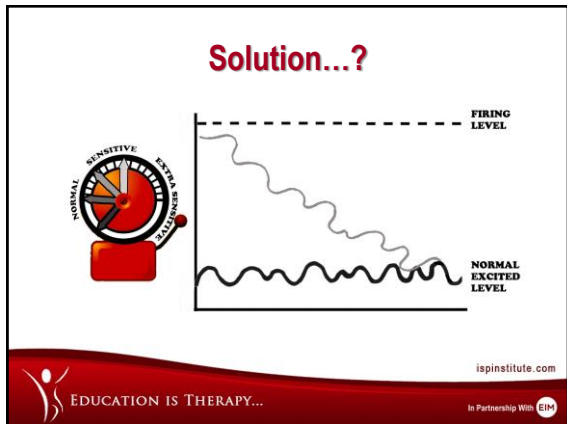 Solution…?
FIRING
LEVEL
NORMAL
SENSITIVE
EXTRA SENSITIVE
NORMAL
EXCITED
LEVEL
ispinstitute.com
EDUCATION IS THERAPY...
In Partnership With EIM